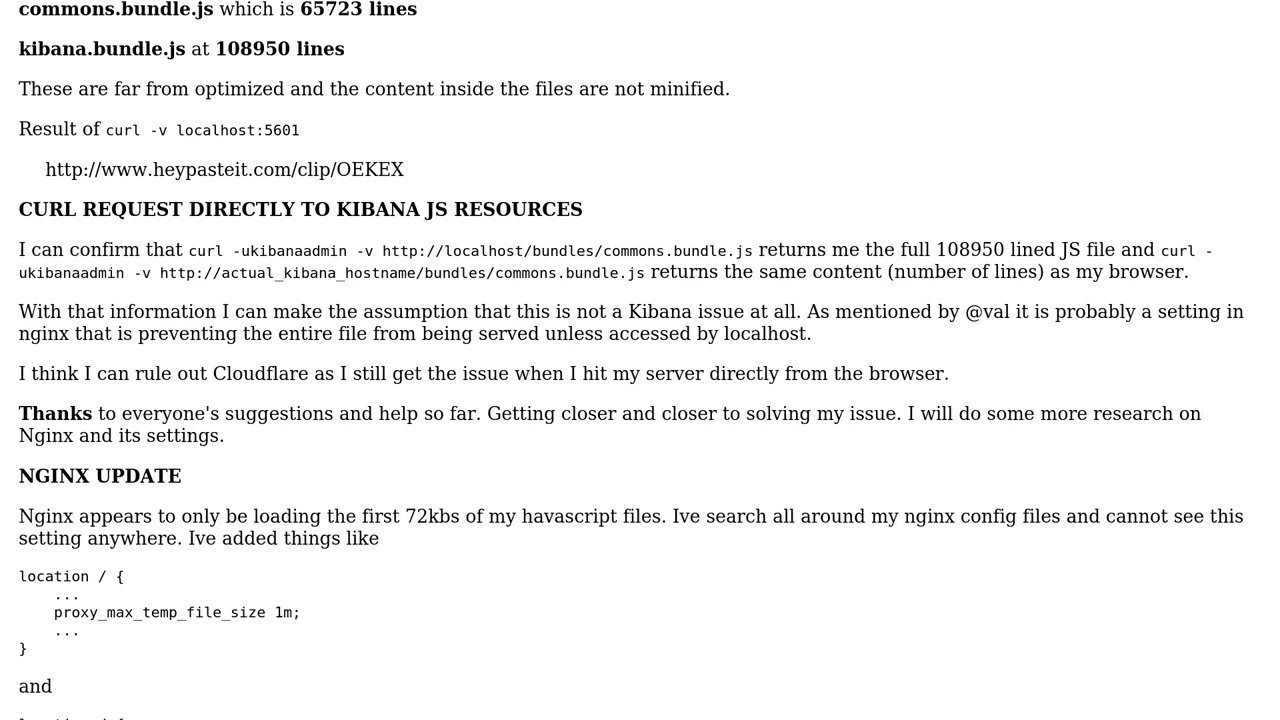 commons.bundle.js which is 65723 lines
kibana.bundle.js at 108950 lines
These are far from optimized and the content inside the files are not minified.
Result of curl -v localhost:5601
http://www.heypasteit.com/clip/OEKEX
CURL REQUEST DIRECTLY TO KIBANA JS RESOURCES
I can confirm that curl -ukibanaadmin -v http://localhost/bundles/commons.bundle.js returns me the full 108950 lined JS file and curl -
ukibanaadmin -v http://actual_kibana_hostname/bundles/commons.bundle.js returns the same content (number of lines) as my browser.
With that information I can make the assumption that this is not a Kibana issue at all. As mentioned by @val it is probably a setting in
nginx that is preventing the entire file from being served unless accessed by localhost.
I think I can rule out Cloudflare as I still get the issue when I hit my server directly from the browser.
Thanks to everyone's suggestions and help so far. Getting closer and closer to solving my issue. I will do some more research on
Nginx and its settings.
NGINX UPDATE
Nginx appears to only be loading the first 72kbs of my havascript files. Ive search all around my nginx config files and cannot see this
setting anywhere. Ive added things like
location / {
...
proxy_max_temp_file_size 1m;
...
}
and